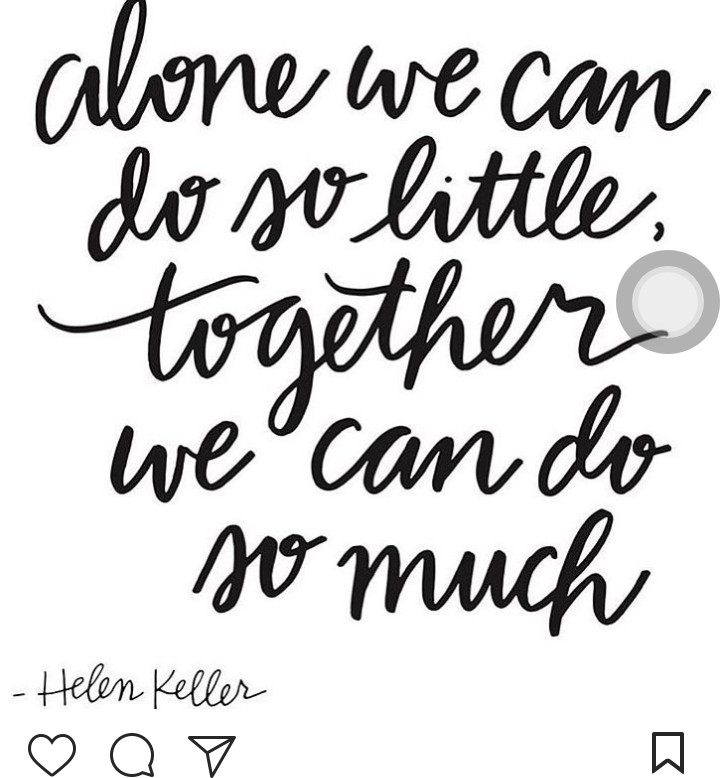 alone we can
do so little,
together
we can do
so much
- Helen Keller